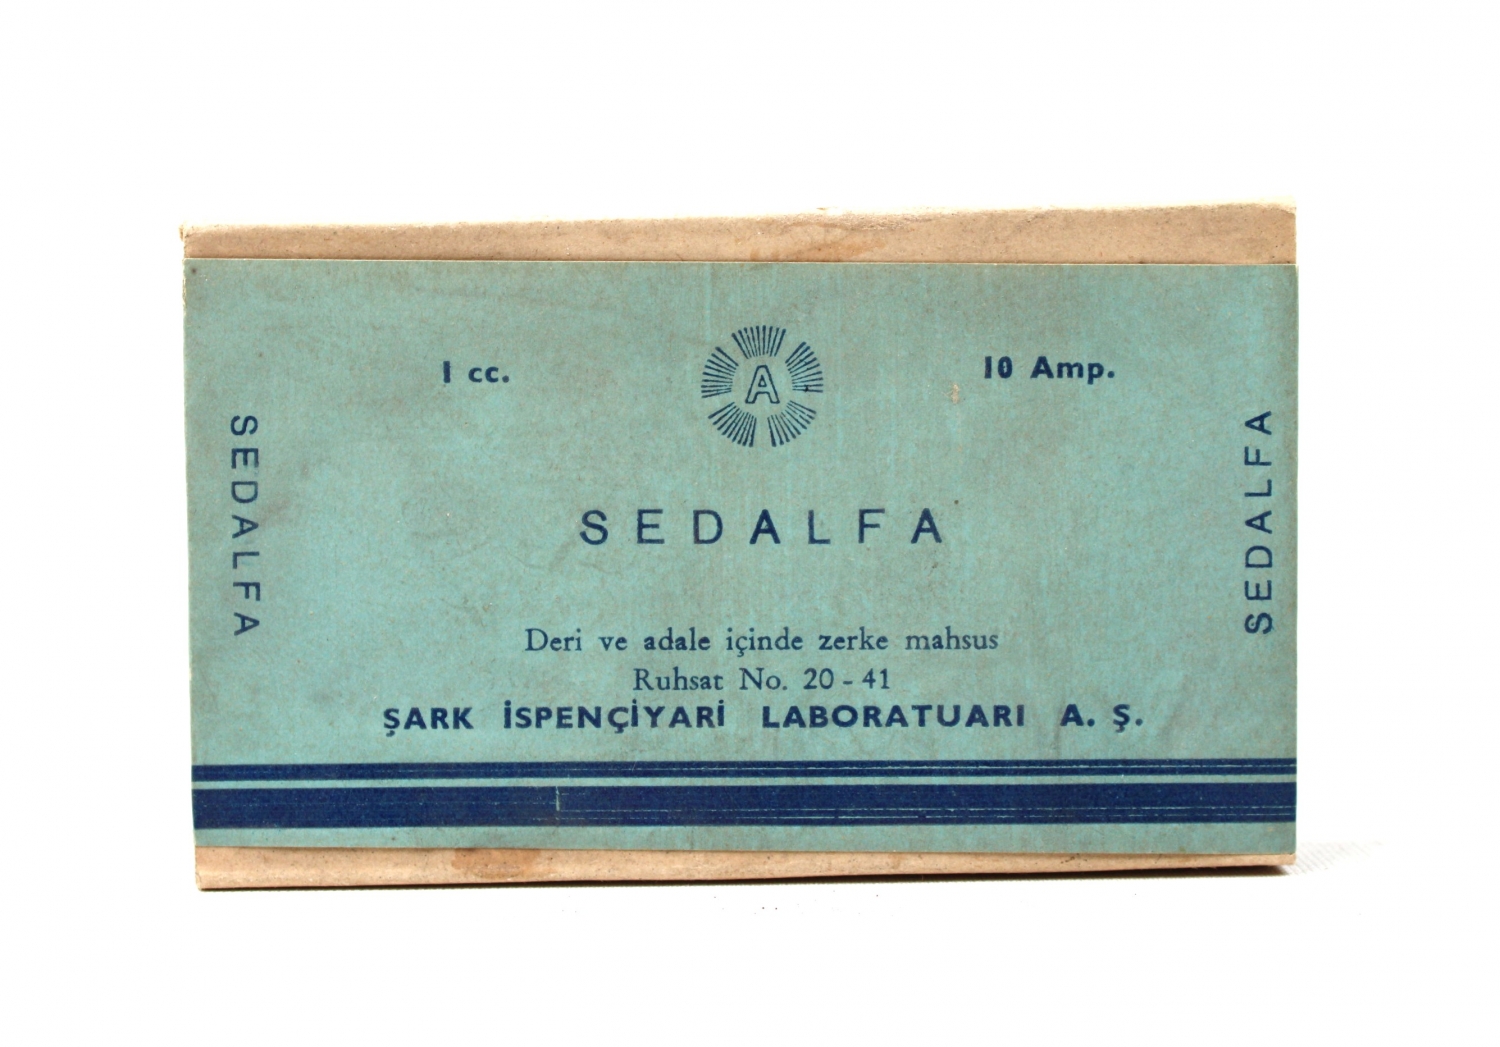 1 cc.
A
10 Amp.
SEDALFA
SEDALFA
SEDALFA
Deri ve adale içinde zerke mahsus
Ruhsat No. 20 - 41
ŞARK İSPENÇİYARİ LABORATUARI A. Ş.